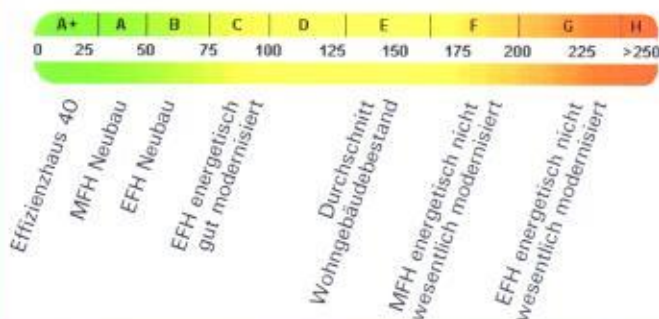 A+ A B C D E F G H
0 25 50 75 100 125 150 175 200 225 >250
Effizienzhaus 40
MFH Neubau
EFH Neubau
EFH energetisch
gut modernisiert
Durchschnitt
Wohngebäudebestand
MFH energetisch nicht
wesentlich modernisiert
EFH energetisch nicht
wesentlich modernisiert